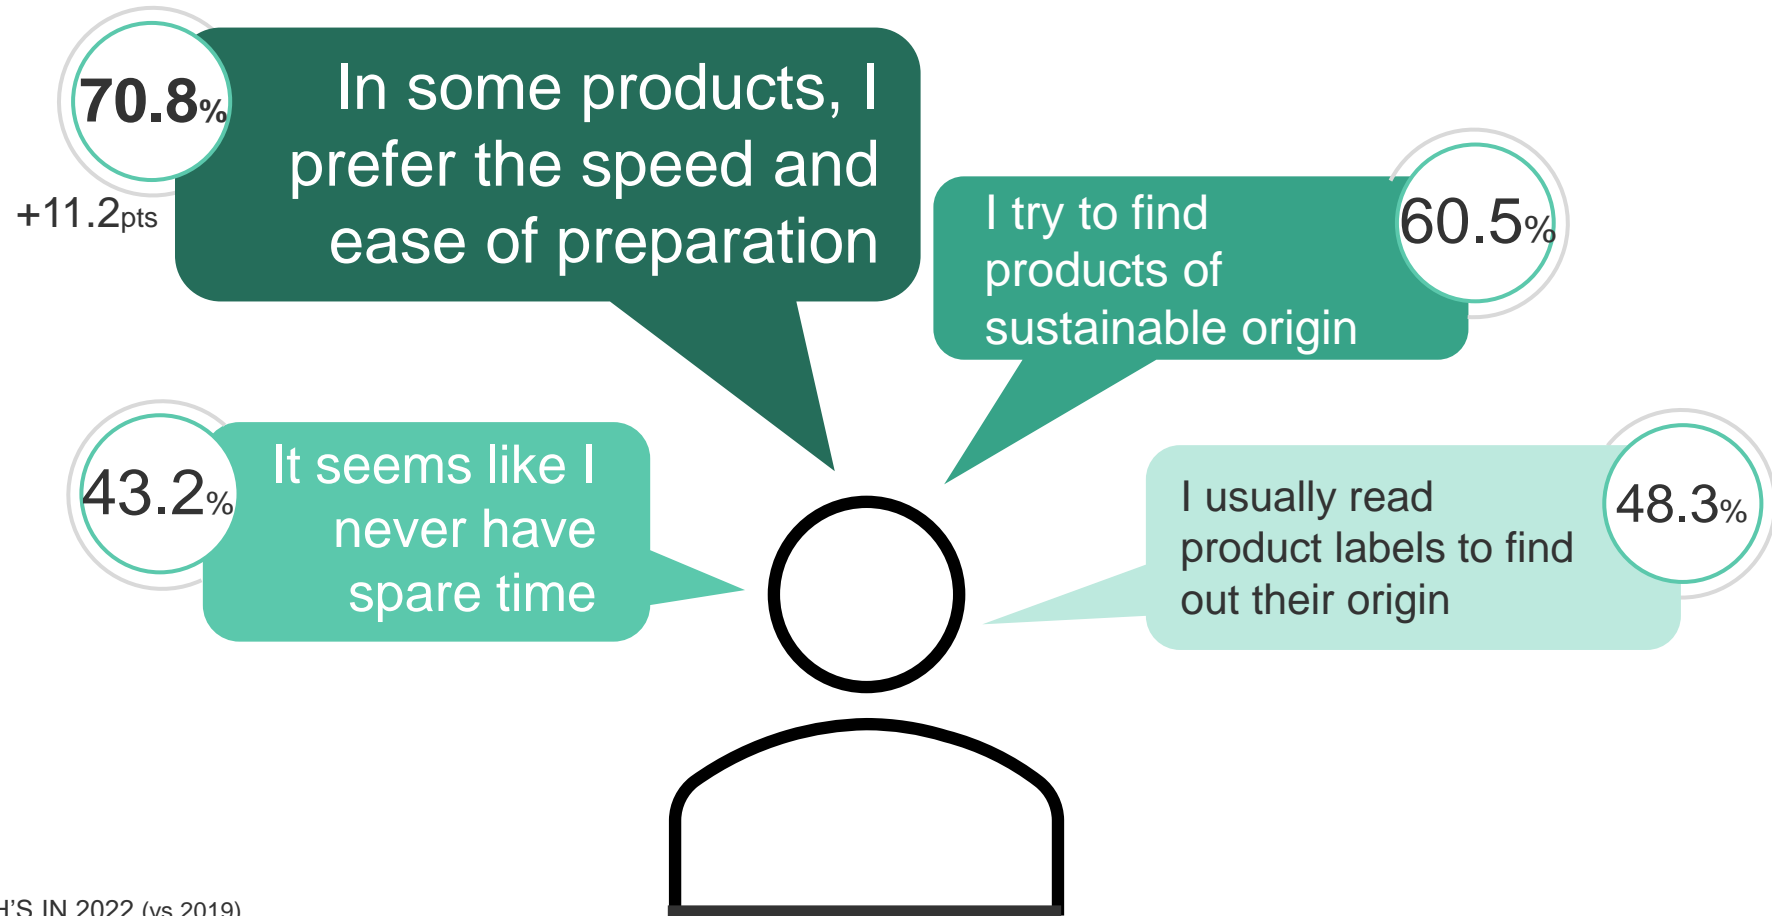 70.8%
+11.2pts
In some products, I
prefer the speed and
ease of preparation
60.5%
I try to find
products of
sustainable origin
43.2%
It seems like I
never have
spare time
48.3%
I usually read
product labels to find
out their origin
H'S IN 2022 (vs 2019)